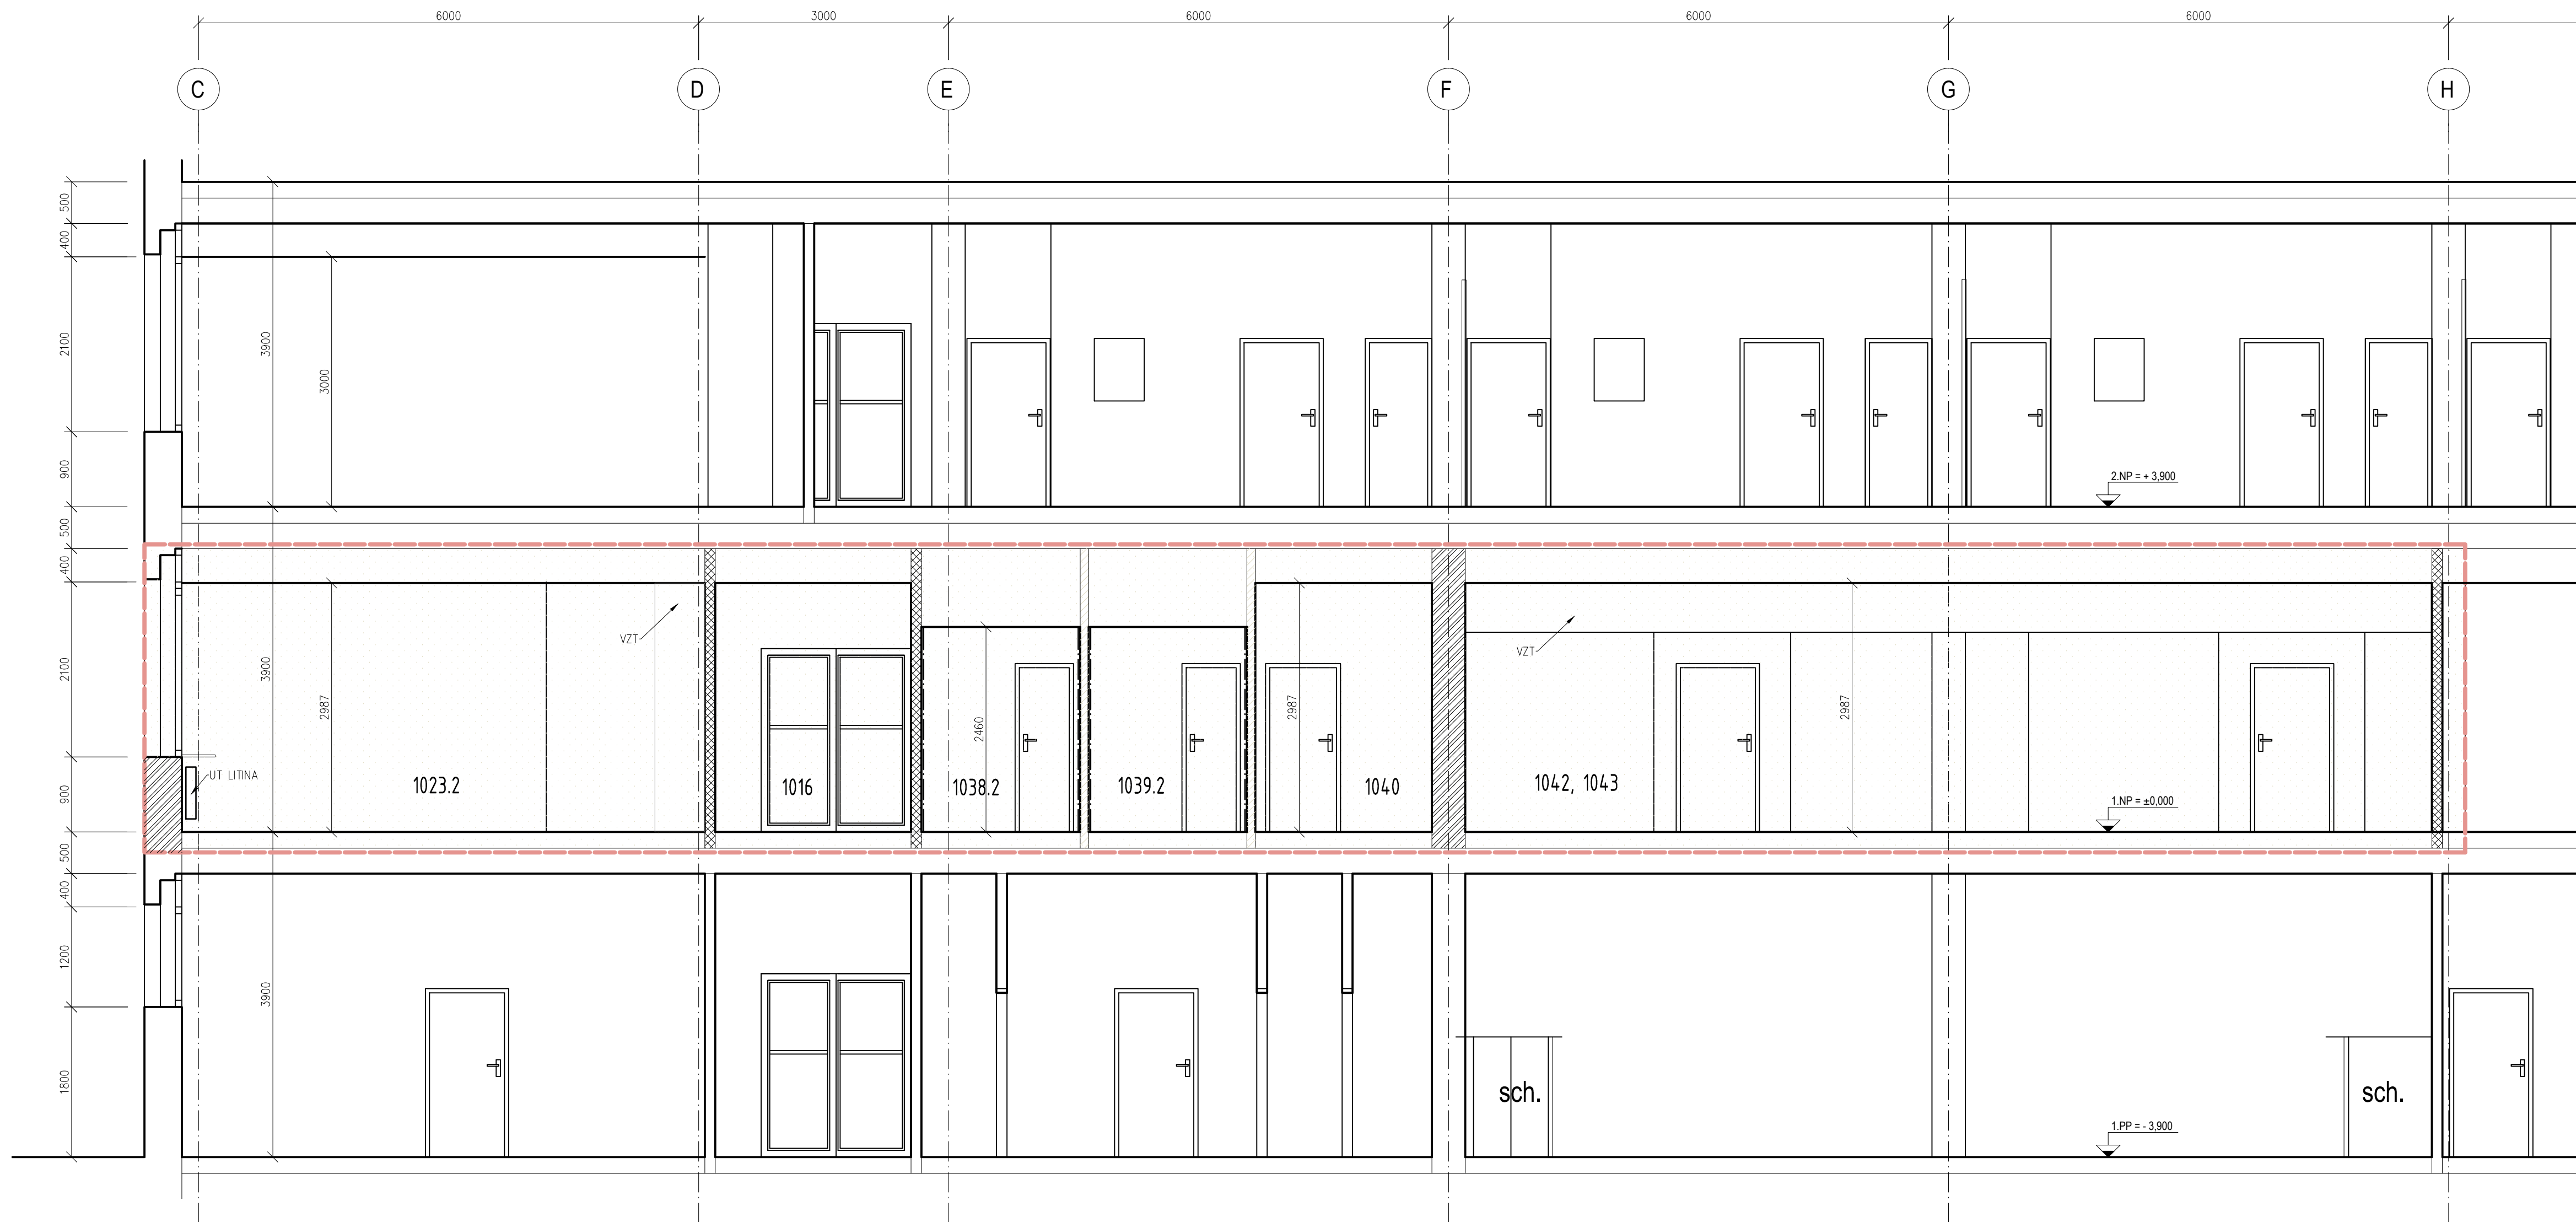 6000 3000 6000 6000 6000
C D E F G H
500
400
2100
900
3900
3000
2.NP = + 3,900
500
400
2100
900
3900
2987
VZT
2460
2987
VZT
2987
UT LITINA
1023.2
1016
1038.2
1039.2
1040
1042, 1043
1.NP = ±0,000
500
400
1200
1800
3900
sch.
sch.
1.PP = - 3,900